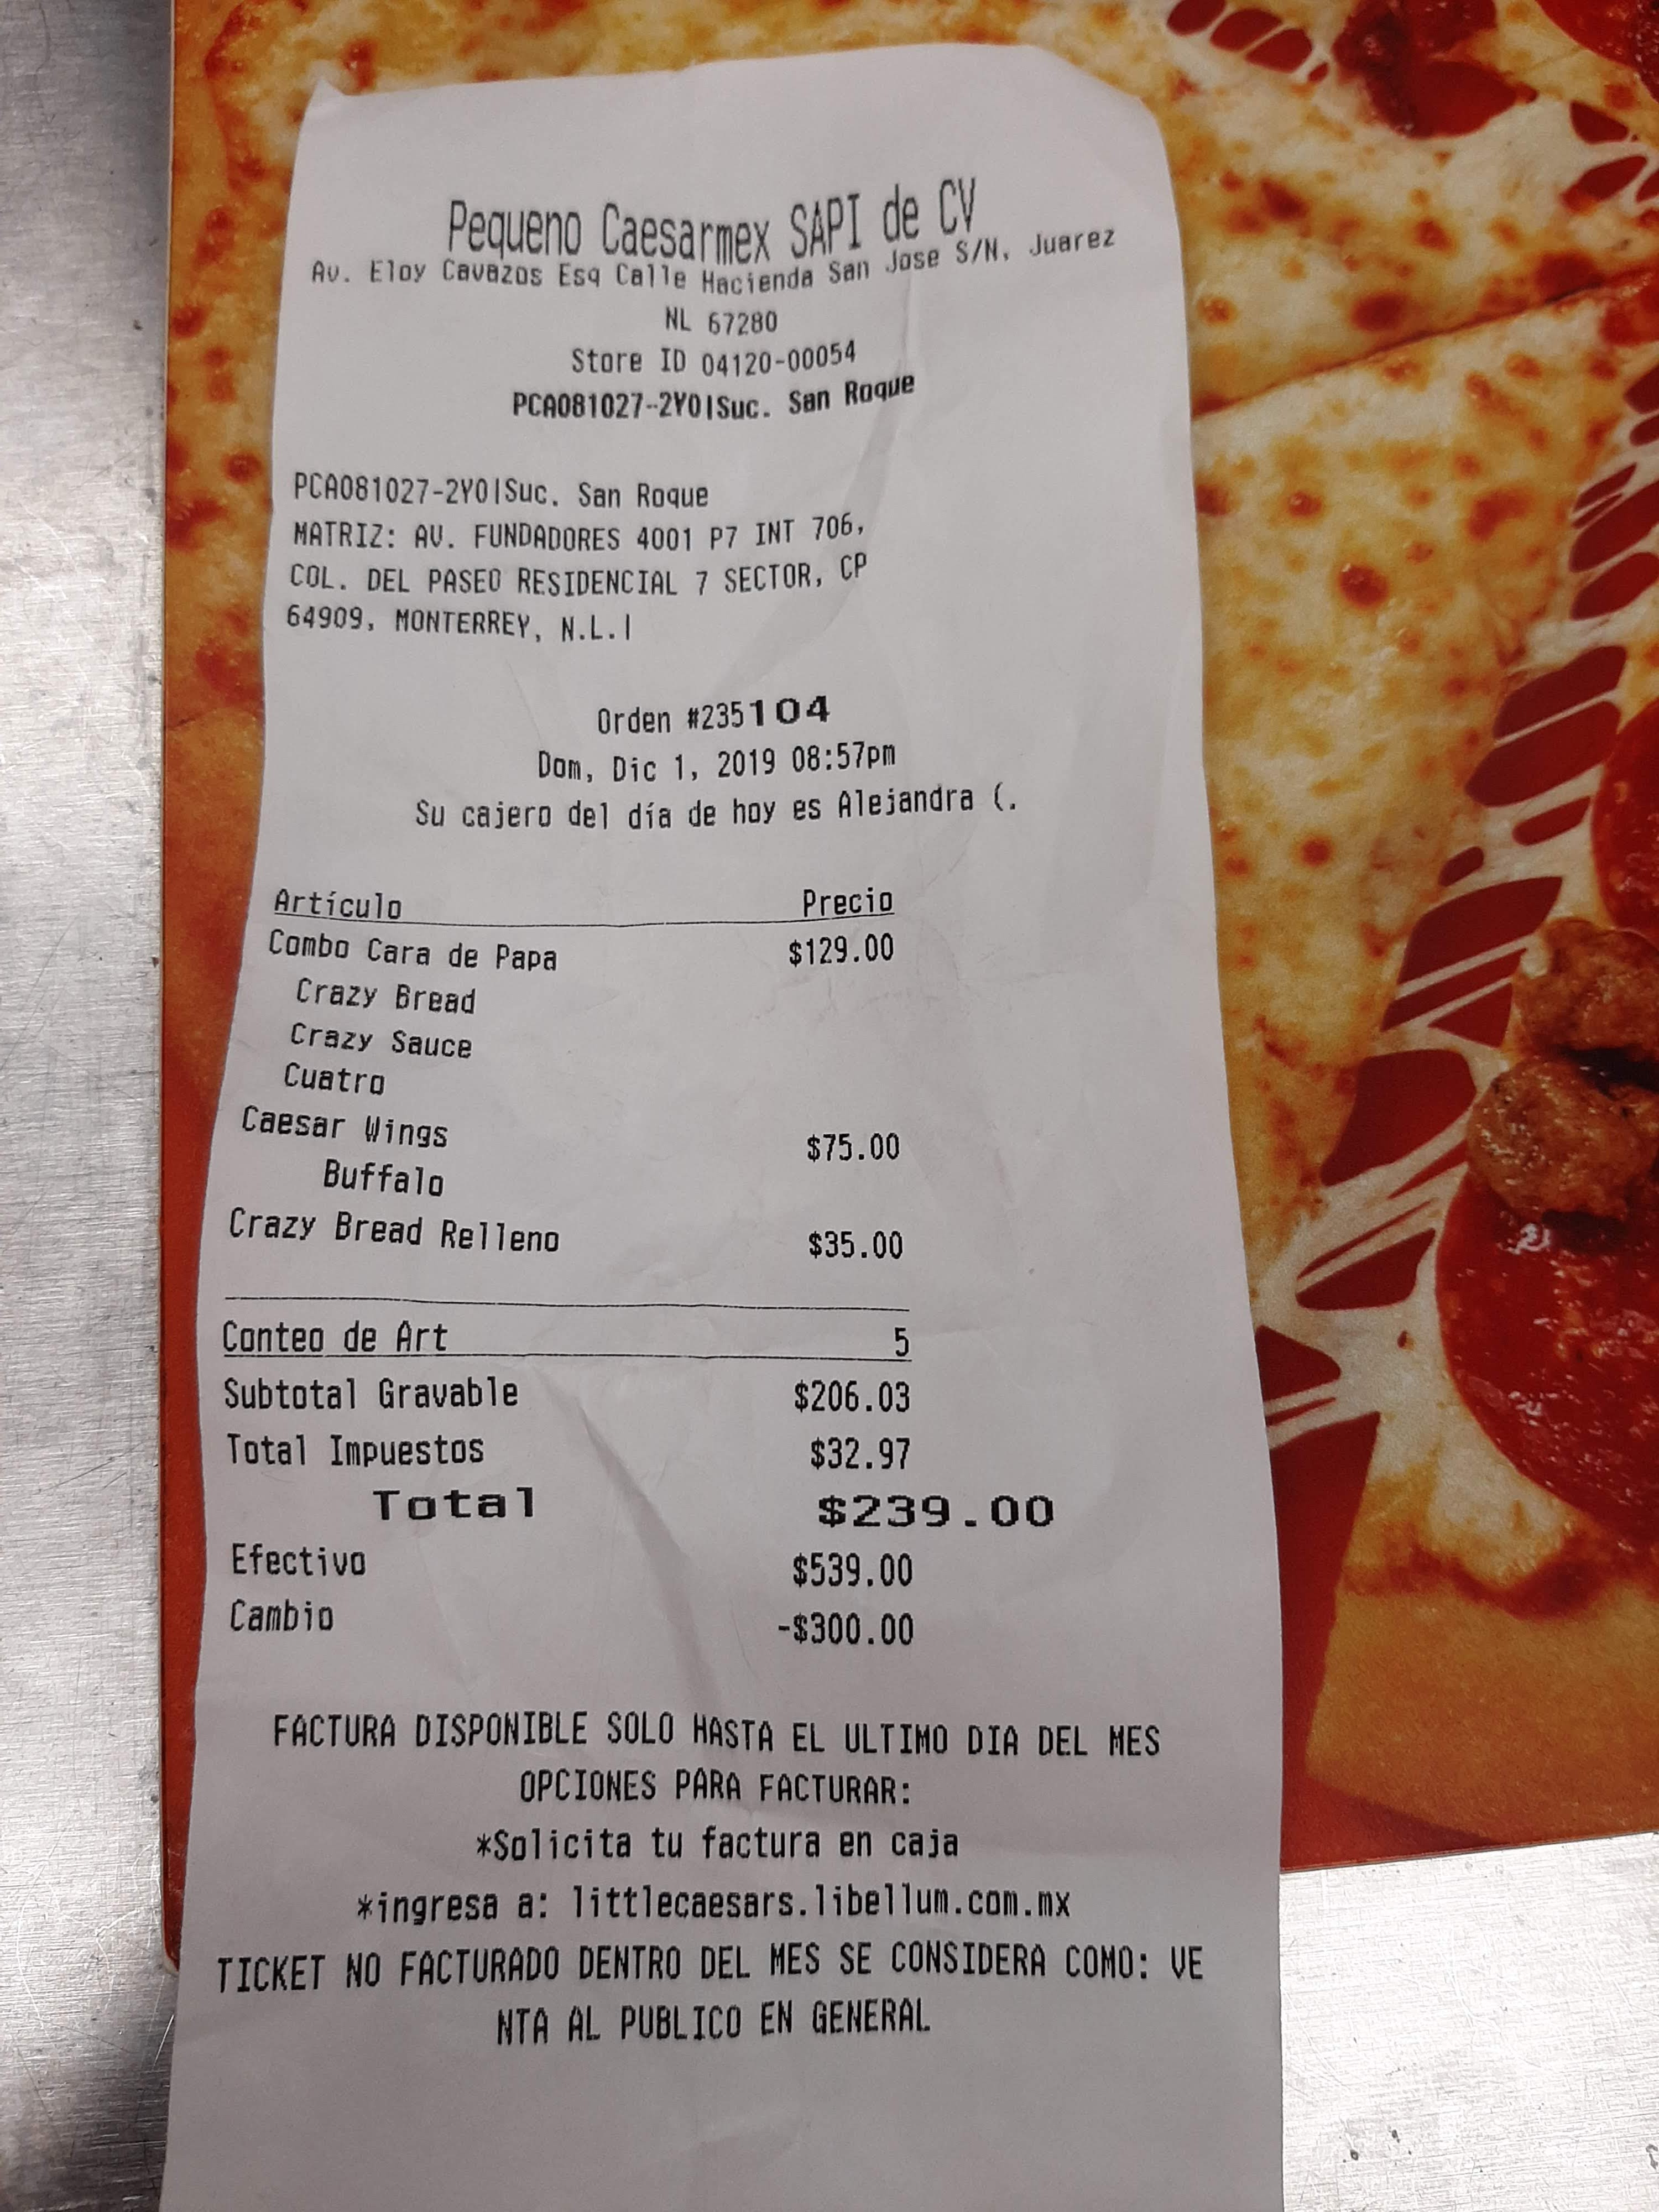 Pequeno Caesarmex SAPI de CV
Av. Eloy Cavazos Esq Calle Hacienda San Jose S/N, Juarez
NL 67280
Store ID 04120-00054
PCA081027-2Y0|Suc. San Roque
PCA081027-2Y0|Suc. San Roque
MATRIZ: AV. FUNDADORES 4001 P7 INT 706,
COL. DEL PASEO RESIDENCIAL 7 SECTOR, CP
64909, MONTERREY, N.L.|
Orden #235104
Dom, Dic 1, 2019 08:57pm
Su cajero del día de hoy es Alejandra (.
Artículo Precio
Combo Cara de Papa $129.00
Crazy Bread
Crazy Sauce
Cuatro
Caesar Wings $75.00
Buffalo
Crazy Bread Relleno $35.00
Conteo de Art 5
Subtotal Gravable $206.03
Total Impuestos $32.97
Total $239.00
Efectivo $539.00
Cambio -$300.00
FACTURA DISPONIBLE SOLO HASTA EL ULTIMO DIA DEL MES
OPCIONES PARA FACTURAR:
*Solicita tu factura en caja
*ingresa a: littlecaesars.libellum.com.mx
TICKET NO FACTURADO DENTRO DEL MES SE CONSIDERA COMO: VE
NTA AL PUBLICO EN GENERAL